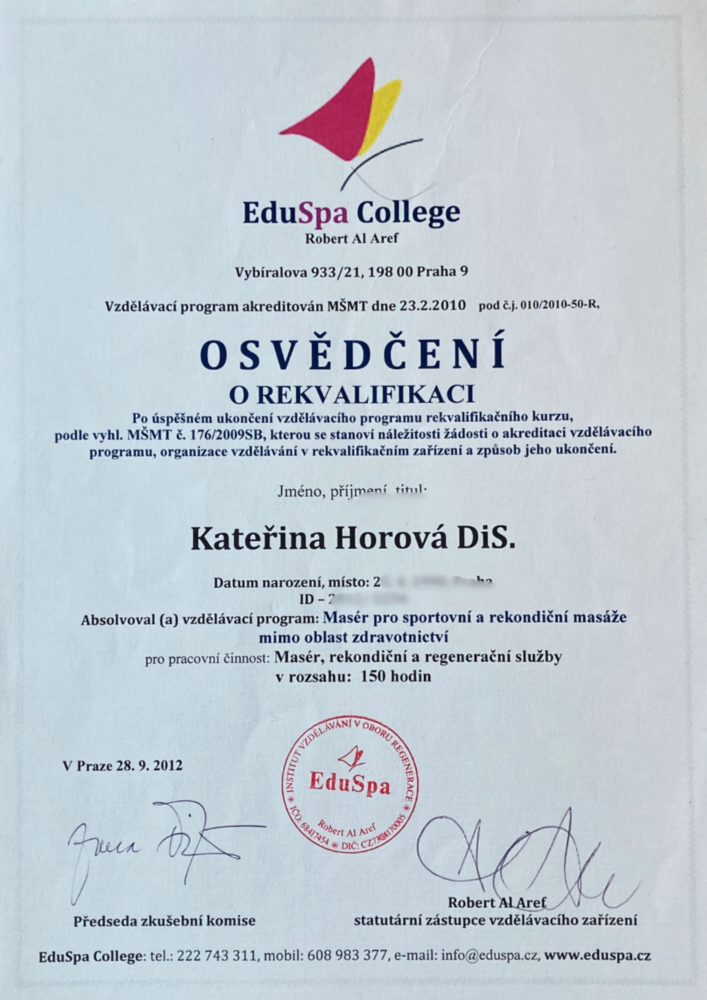 EduSpa College
Robert Al Aref
Vybíralova 933/21, 198 00 Praha 9
Vzdělávací program akreditován MŠMT dne 23.2.2010 pod č.j. 010/2010-50-R,
OSVĚDČENÍ
O REKVALIFIKACI
Po úspěšném ukončení vzdělávacího programu rekvalifikačního kurzu,
podle vyhl. MŠMT č. 176/2009SB, kterou se stanoví náležitosti žádosti o akreditaci vzdělávacího
programu, organizace vzdělávání v rekvalifikačním zařízení a způsob jeho ukončení.
Jméno, příjmení, titul:
Kateřina Horová DiS.
Datum narození, místo: 2
ID –
Absolvoval (a) vzdělávací program: Masér pro sportovní a rekondiční masáže
mimo oblast zdravotnictví
pro pracovní činnost: Masér, rekondiční a regenerační služby
v rozsahu: 150 hodin
V Praze 28. 9. 2012
INSTITUT VZDĚLÁVÁNÍ V OBORU REGENERACE
EduSpa
Robert Al Aref
Robert Al Aref
Předseda zkušební komise
statutární zástupce vzdělávacího zařízení
EduSpa College: tel.: 222 743 311, mobil: 608 983 377, e-mail: info@eduspa.cz, www.eduspa.cz